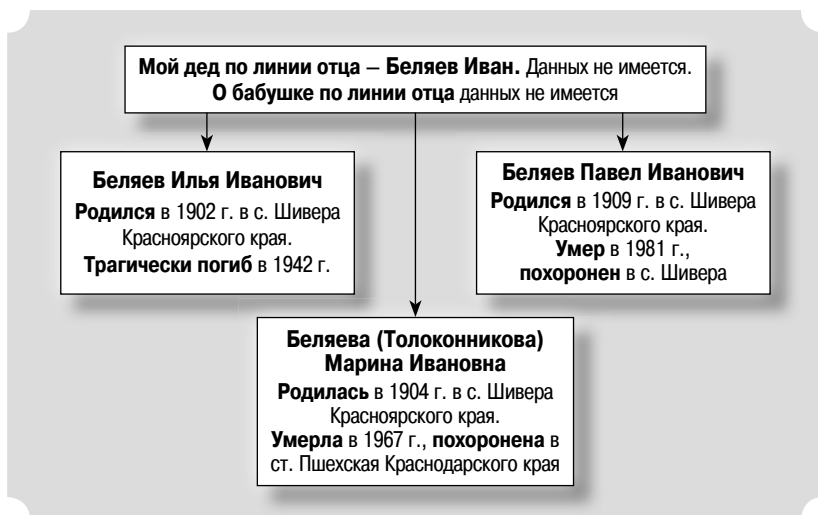 Мой дед по линии отца – Беляев Иван. Данных не имеется.
О бабушке по линии отца данных не имеется
Беляев Илья Иванович
Родился в 1902 г. в с. Шивера
Красноярского края.
Трагически погиб в 1942 г.
Беляев Павел Иванович
Родился в 1909 г. в с. Шивера
Красноярского края.
Умер в 1981 г.,
похоронен в с. Шивера
Беляева (Толоконникова)
Марина Ивановна
Родилась в 1904 г. в с. Шивера
Красноярского края.
Умерла в 1967 г., похоронена в
ст. Пшехская Краснодарского края